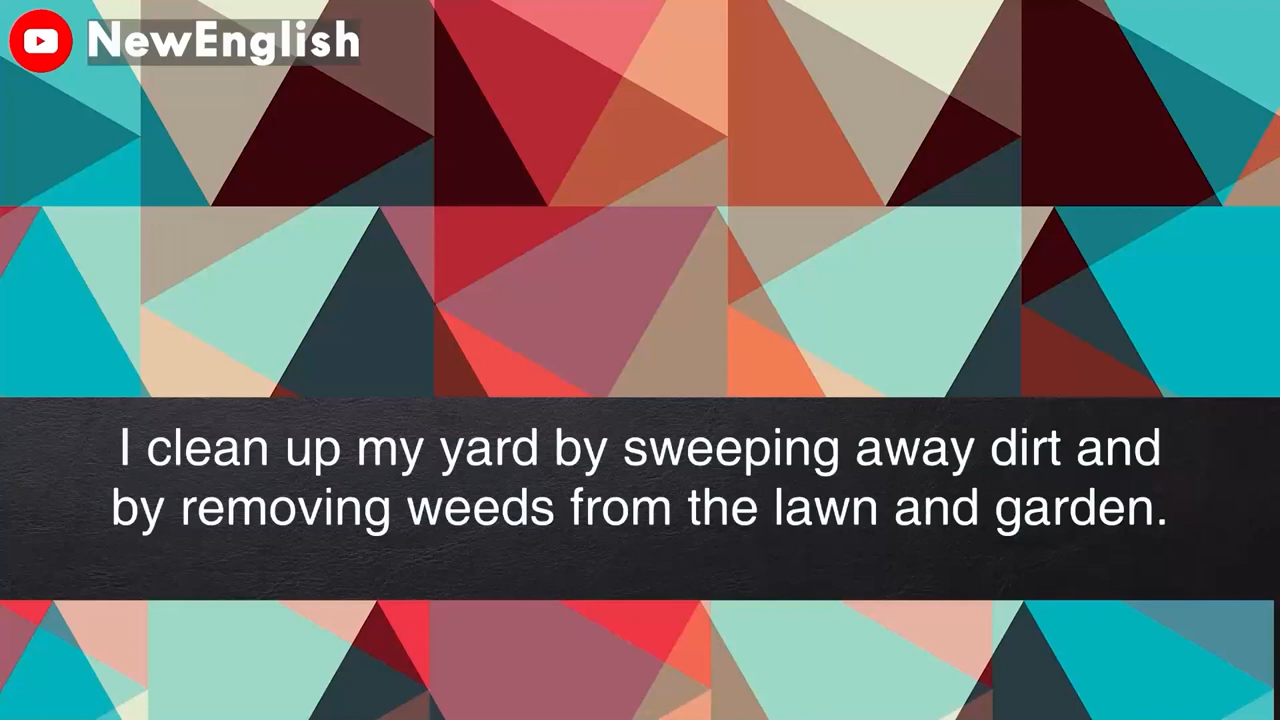 NewEnglish
I clean up my yard by sweeping away dirt and
by removing weeds from the lawn and garden.